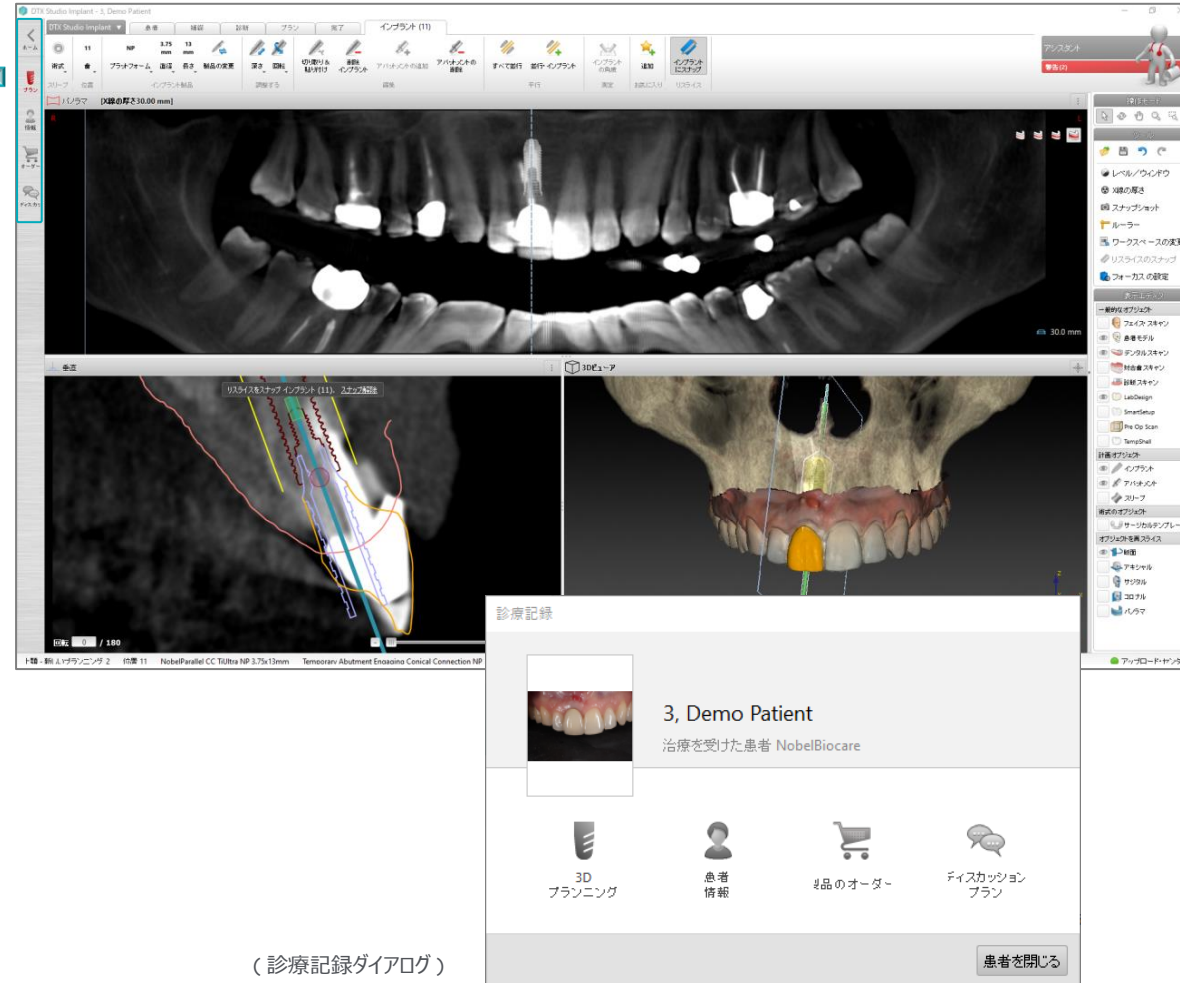 DTX Studio Implant - 3, Demo Patient
DTX Studio Implant ▼ 患者 確認 診断 プラン 完了 インプラント (11)
ホーム
プラン
情報
オーダー
11 NP 3.75 mm 13 mm
術式 歯 プラットフォーム 直径 長さ 製品の変更 深さ 回転 切り取り & 貼り付け 削除 インプラント アバットメントの追加 アバットメントの削除 すべて並行 並行-インプラント インプラントの角度 追加 インプラントにスナップ
スリーブ 位置 インプラント製品 調整する 編集 平行 測定 お気に入り リスライス
アシスタント
警告(2)
パノラマ [X線の厚さ30.00 mm]
R
L
30.0 mm
操作モード
レベル／ウィンドウ
X線の厚さ
スナップショット
ルーラー
ワークスペースの変更
リスライスのスナップ
フォーカスの設定
一般的なオブジェクト
フェイス スキャン
患者モデル
デンタルスキャン
対合歯スキャン
診断スキャン
LabDesign
SmartSetup
Pre Op Scan
TempShell
計画オブジェクト
インプラント
アバットメント
スリーブ
術式のオブジェクト
サージカルテンプレー
オブジェクトを再スライス
断面
アキシャル
サジタル
コロナル
パノラマ
垂直
リスライスをスナップ インプラント (11)、 スナップ解除
回転 0 / 180
3Dビューア
z
位置 11 NobelParallel CC TiUltra NP 3.75x13mm Temporary Abutment Engaging Conical Connection NP
診療記録
3, Demo Patient
治療を受けた患者 NobelBiocare
3D プランニング
患者 情報
品のオーダー
ディスカッション プラン
患者を閉じる
( 診療記録ダイアログ )